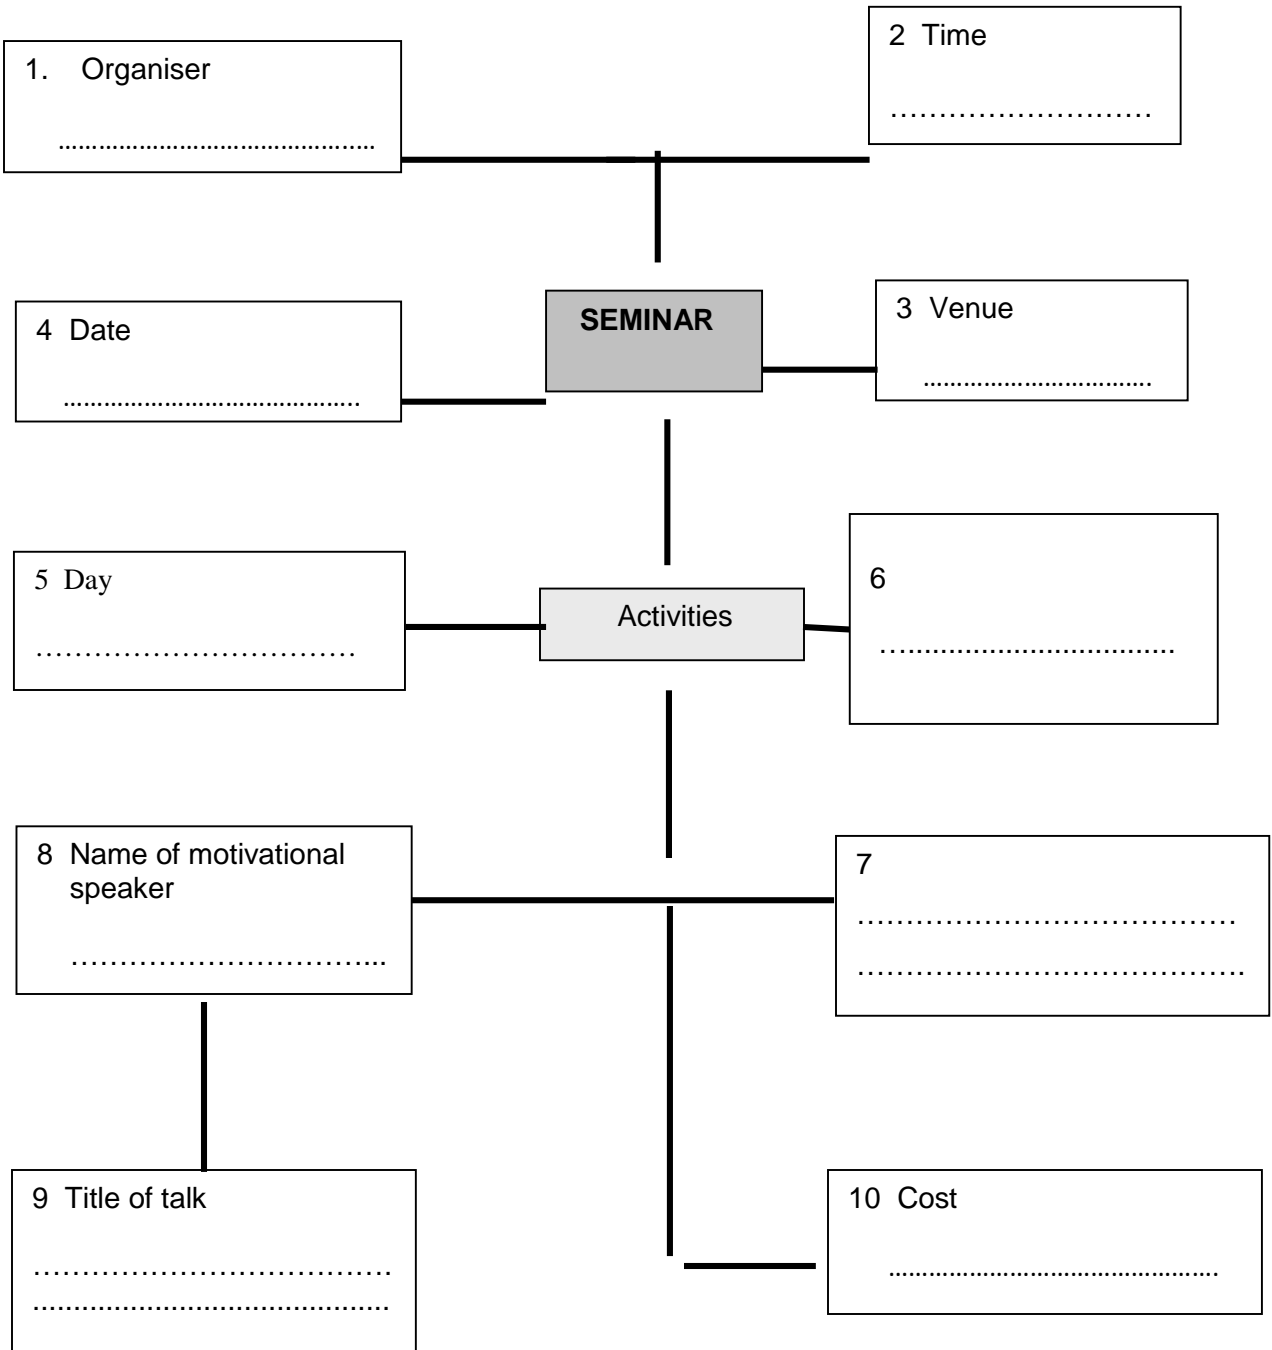 1. Organiser
.................................................
2 Time
..............................
SEMINAR
4 Date
.............................................
3 Venue
...................................
5 Day
....................................
Activities
6
.........................................
8 Name of motivational
speaker
....................................
7
...........................................
............................................
9 Title of talk
.........................................
.............................................
10 Cost
..................................................